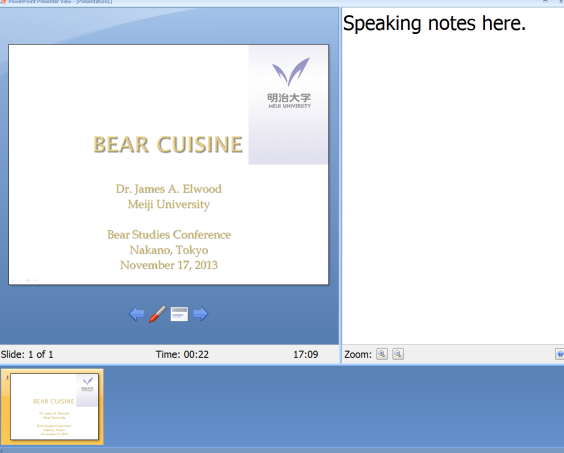 PowerPoint Presenter View - [Presentation1]
Speaking notes here.
明治大学
MEIJI UNIVERSITY
BEAR CUISINE
Dr. James A. Elwood
Meiji University
Bear Studies Conference
Nakano, Tokyo
November 17, 2013
Slide: 1 of 1
Time: 00:22
17:09
Zoom:
1
BEAR CUISINE
Dr. James A. Elwood
Meiji University
Bear Studies Conference
Nakano, Tokyo
November 17, 2013